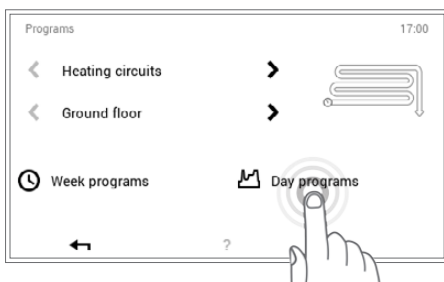 Programs 17:00
Heating circuits
Ground floor
Week programs Day programs
?